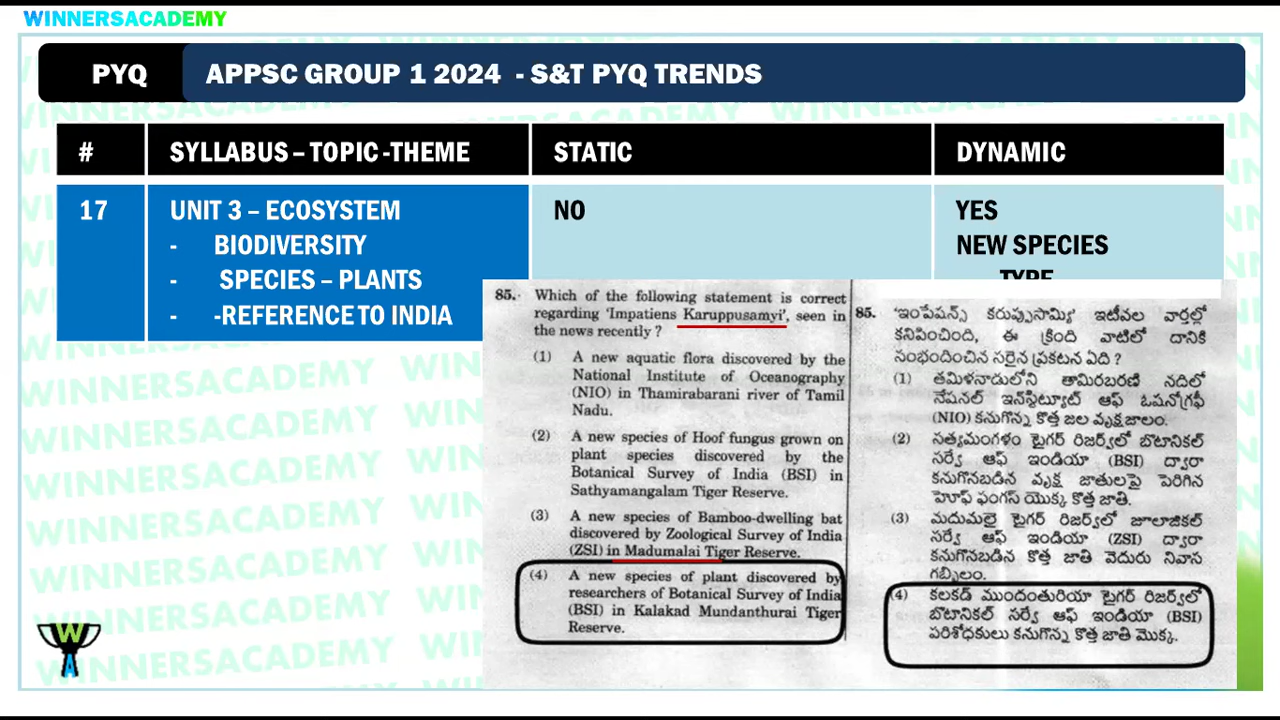 WINNERSACADEMY
PYQ
APPSC GROUP 1 2024 - S&T PYQ TRENDS
#
SYLLABUS – TOPIC -THEME
STATIC
DYNAMIC
17
UNIT 3 – ECOSYSTEM
- BIODIVERSITY
- SPECIES – PLANTS
- -REFERENCE TO INDIA
NO
YES
NEW SPECIES
TYPE
85. Which of the following statement is correct
regarding 'Impatiens Karuppusamyi', seen in
the news recently ?
(1) A new aquatic flora discovered by the
National Institute of Oceanography
(NIO) in Thamirabarani river of Tamil
Nadu.
(2) A new species of Hoof fungus grown on
plant species discovered by the
Botanical Survey of India (BSI) in
Sathyamangalam Tiger Reserve.
(3) A new species of Bamboo-dwelling bat
discovered by Zoological Survey of India
(ZSI) in Madumalai Tiger Reserve.
(4) A new species of plant discovered by
researchers of Botanical Survey of India
(BSI) in Kalakad Mundanthurai Tiger
Reserve.
85. 'ఇంపేషన్స్ కరుప్పుసామ్యి' ఇటీవల వార్తల్లో
కనిపించింది, ఈ క్రింది వాటిలో దానికి
సంభందించిన సరైన ప్రకటన ఏది ?
(1) తమిళనాడులోని తామిరబరణి నదిలో
నేషనల్ ఇన్‌స్టిట్యూట్ ఆఫ్ ఓషనోగ్రఫీ
(NIO) కనుగొన్న కొత్త జల వృక్షజాలం.
(2) సత్యమంగళం టైగర్ రిజర్వ్‌లో బొటానికల్
సర్వే ఆఫ్ ఇండియా (BSI) ద్వారా
కనుగొనబడిన వృక్ష జాతులపై పెరిగిన
హెూఫ్ ఫంగస్ యొక్క కొత్త జాతి.
(3) మదుమలై టైగర్ రిజర్వ్‌లో జూలాజికల్
సర్వే ఆఫ్ ఇండియా (ZSI) ద్వారా
కనుగొనబడిన కొత్త జాతి వెదురు నివాస
గబ్బిలం.
(4) కలకడ్ ముందంతురియా టైగర్ రిజర్వ్‌లో
బొటానికల్ సర్వే ఆఫ్ ఇండియా (BSI)
పరిశోధకులు కనుగొన్న కొత్త జాతి మొక్క.
W
A